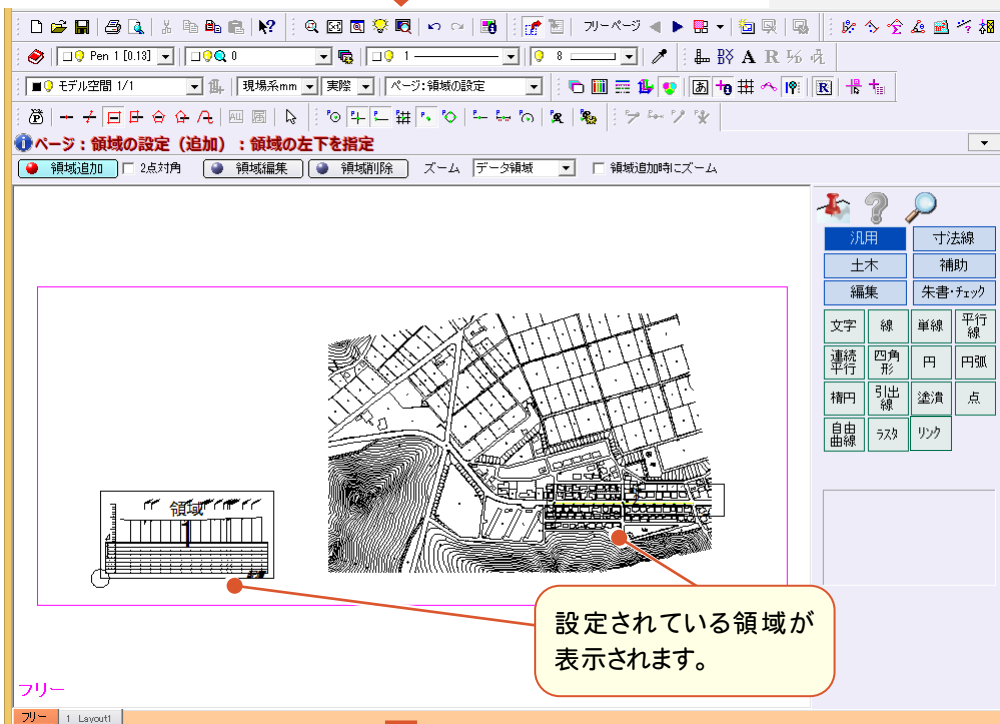 フリーページ
Pen 1 [0.13]
0
1
8
A R
モデル空間 1/1
現場系mm
実際
ページ:領域の設定
あ
R
ページ：領域の設定（追加）：領域の左下を指定
領域追加
2点対角
領域編集
領域削除
ズーム
データ領域
領域追加時にズーム
汎用
寸法線
土木
補助
編集
朱書・チェック
文字
線
単線
平行線
連続平行
四角形
円
円弧
楕円
引出線
塗潰
点
自由曲線
ラスタ
リンク
領域
設定されている領域が
表示されます。
フリー
フリー
1 Layout1